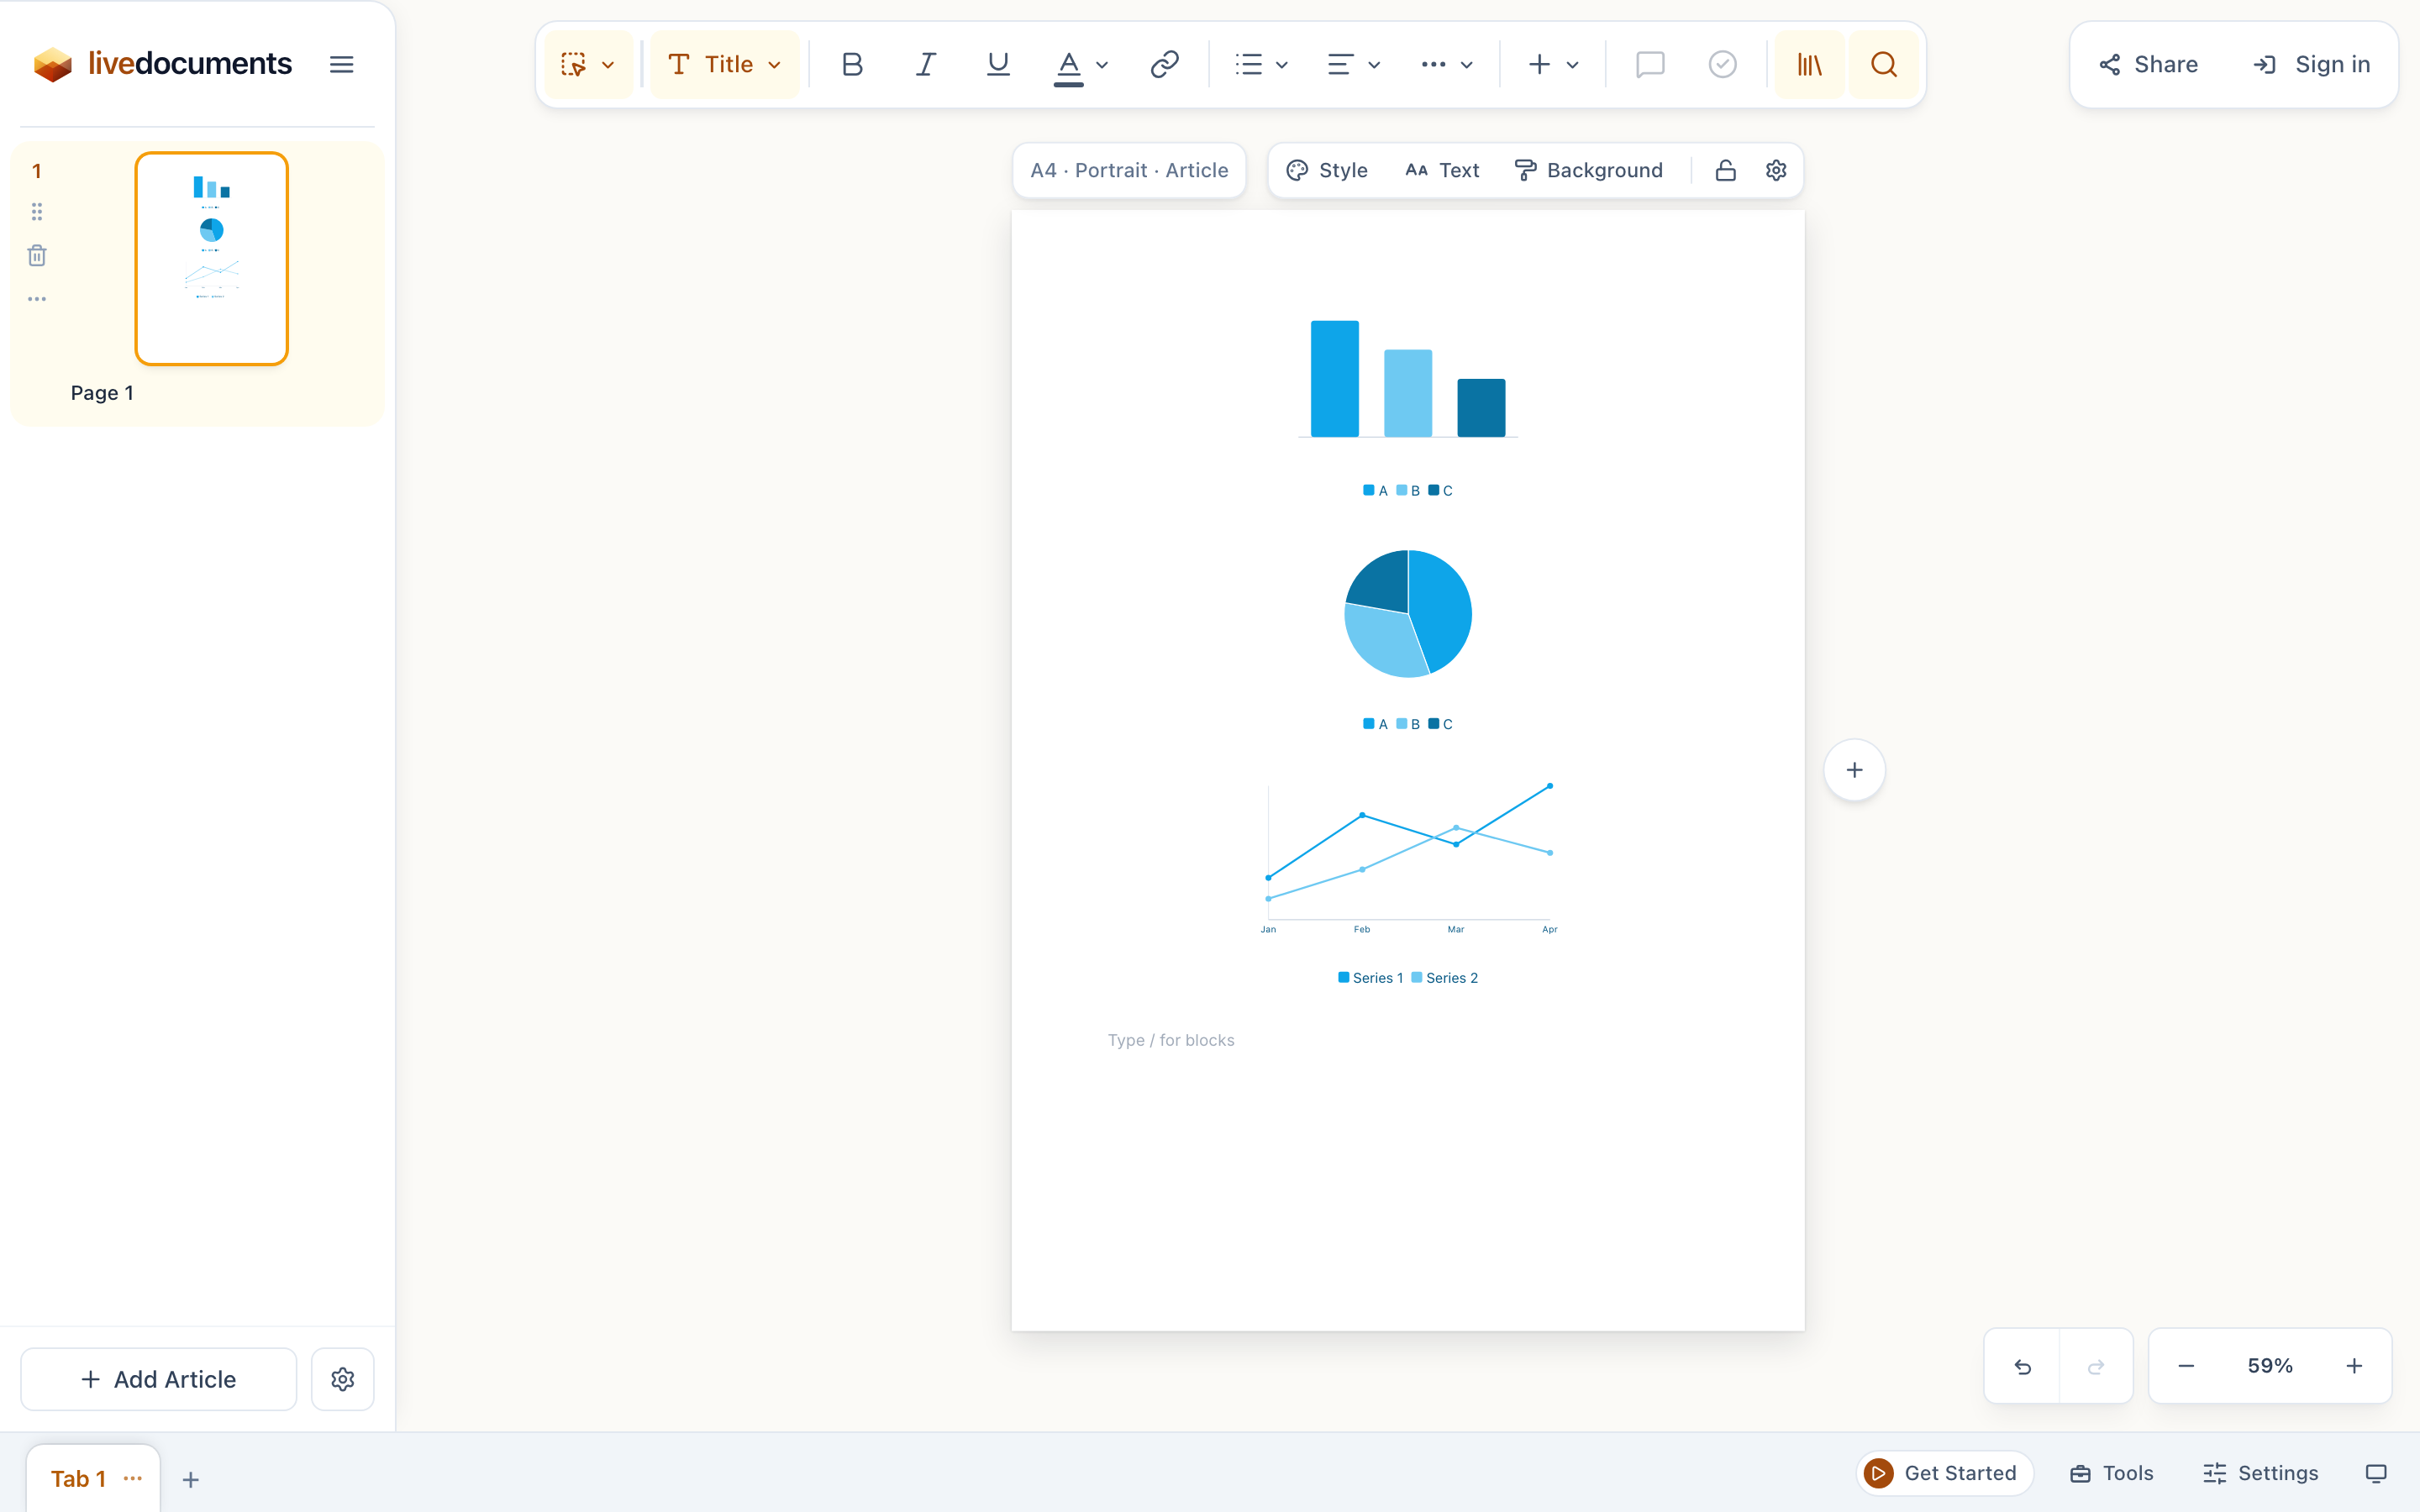 livedocuments
Title
Share
Sign in
1
Page 1
A4 · Portrait · Article
Style
Text
Background
A B C
A B C
Jan Feb Mar Apr
Series 1 Series 2
Type / for blocks
Add Article
59%
Tab 1
Get Started
Tools
Settings